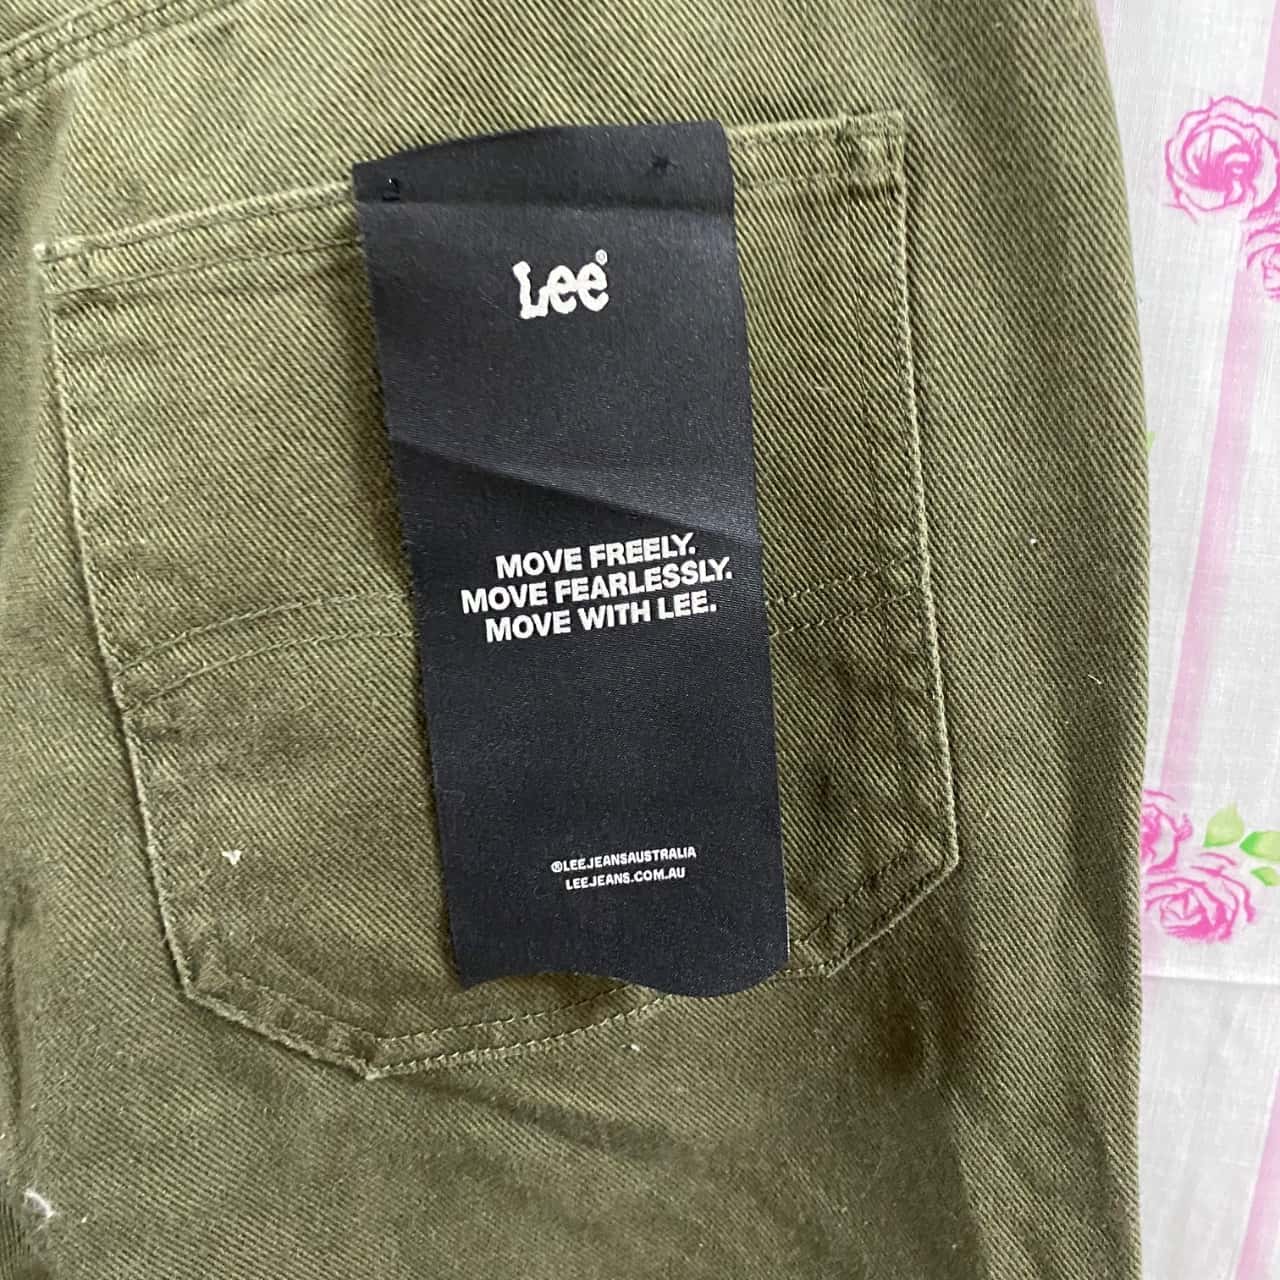 Lee®
MOVE FREELY.
MOVE FEARLESSLY.
MOVE WITH LEE.
@LEEJEANSAUSTRALIA
LEEJEANS.COM.AU